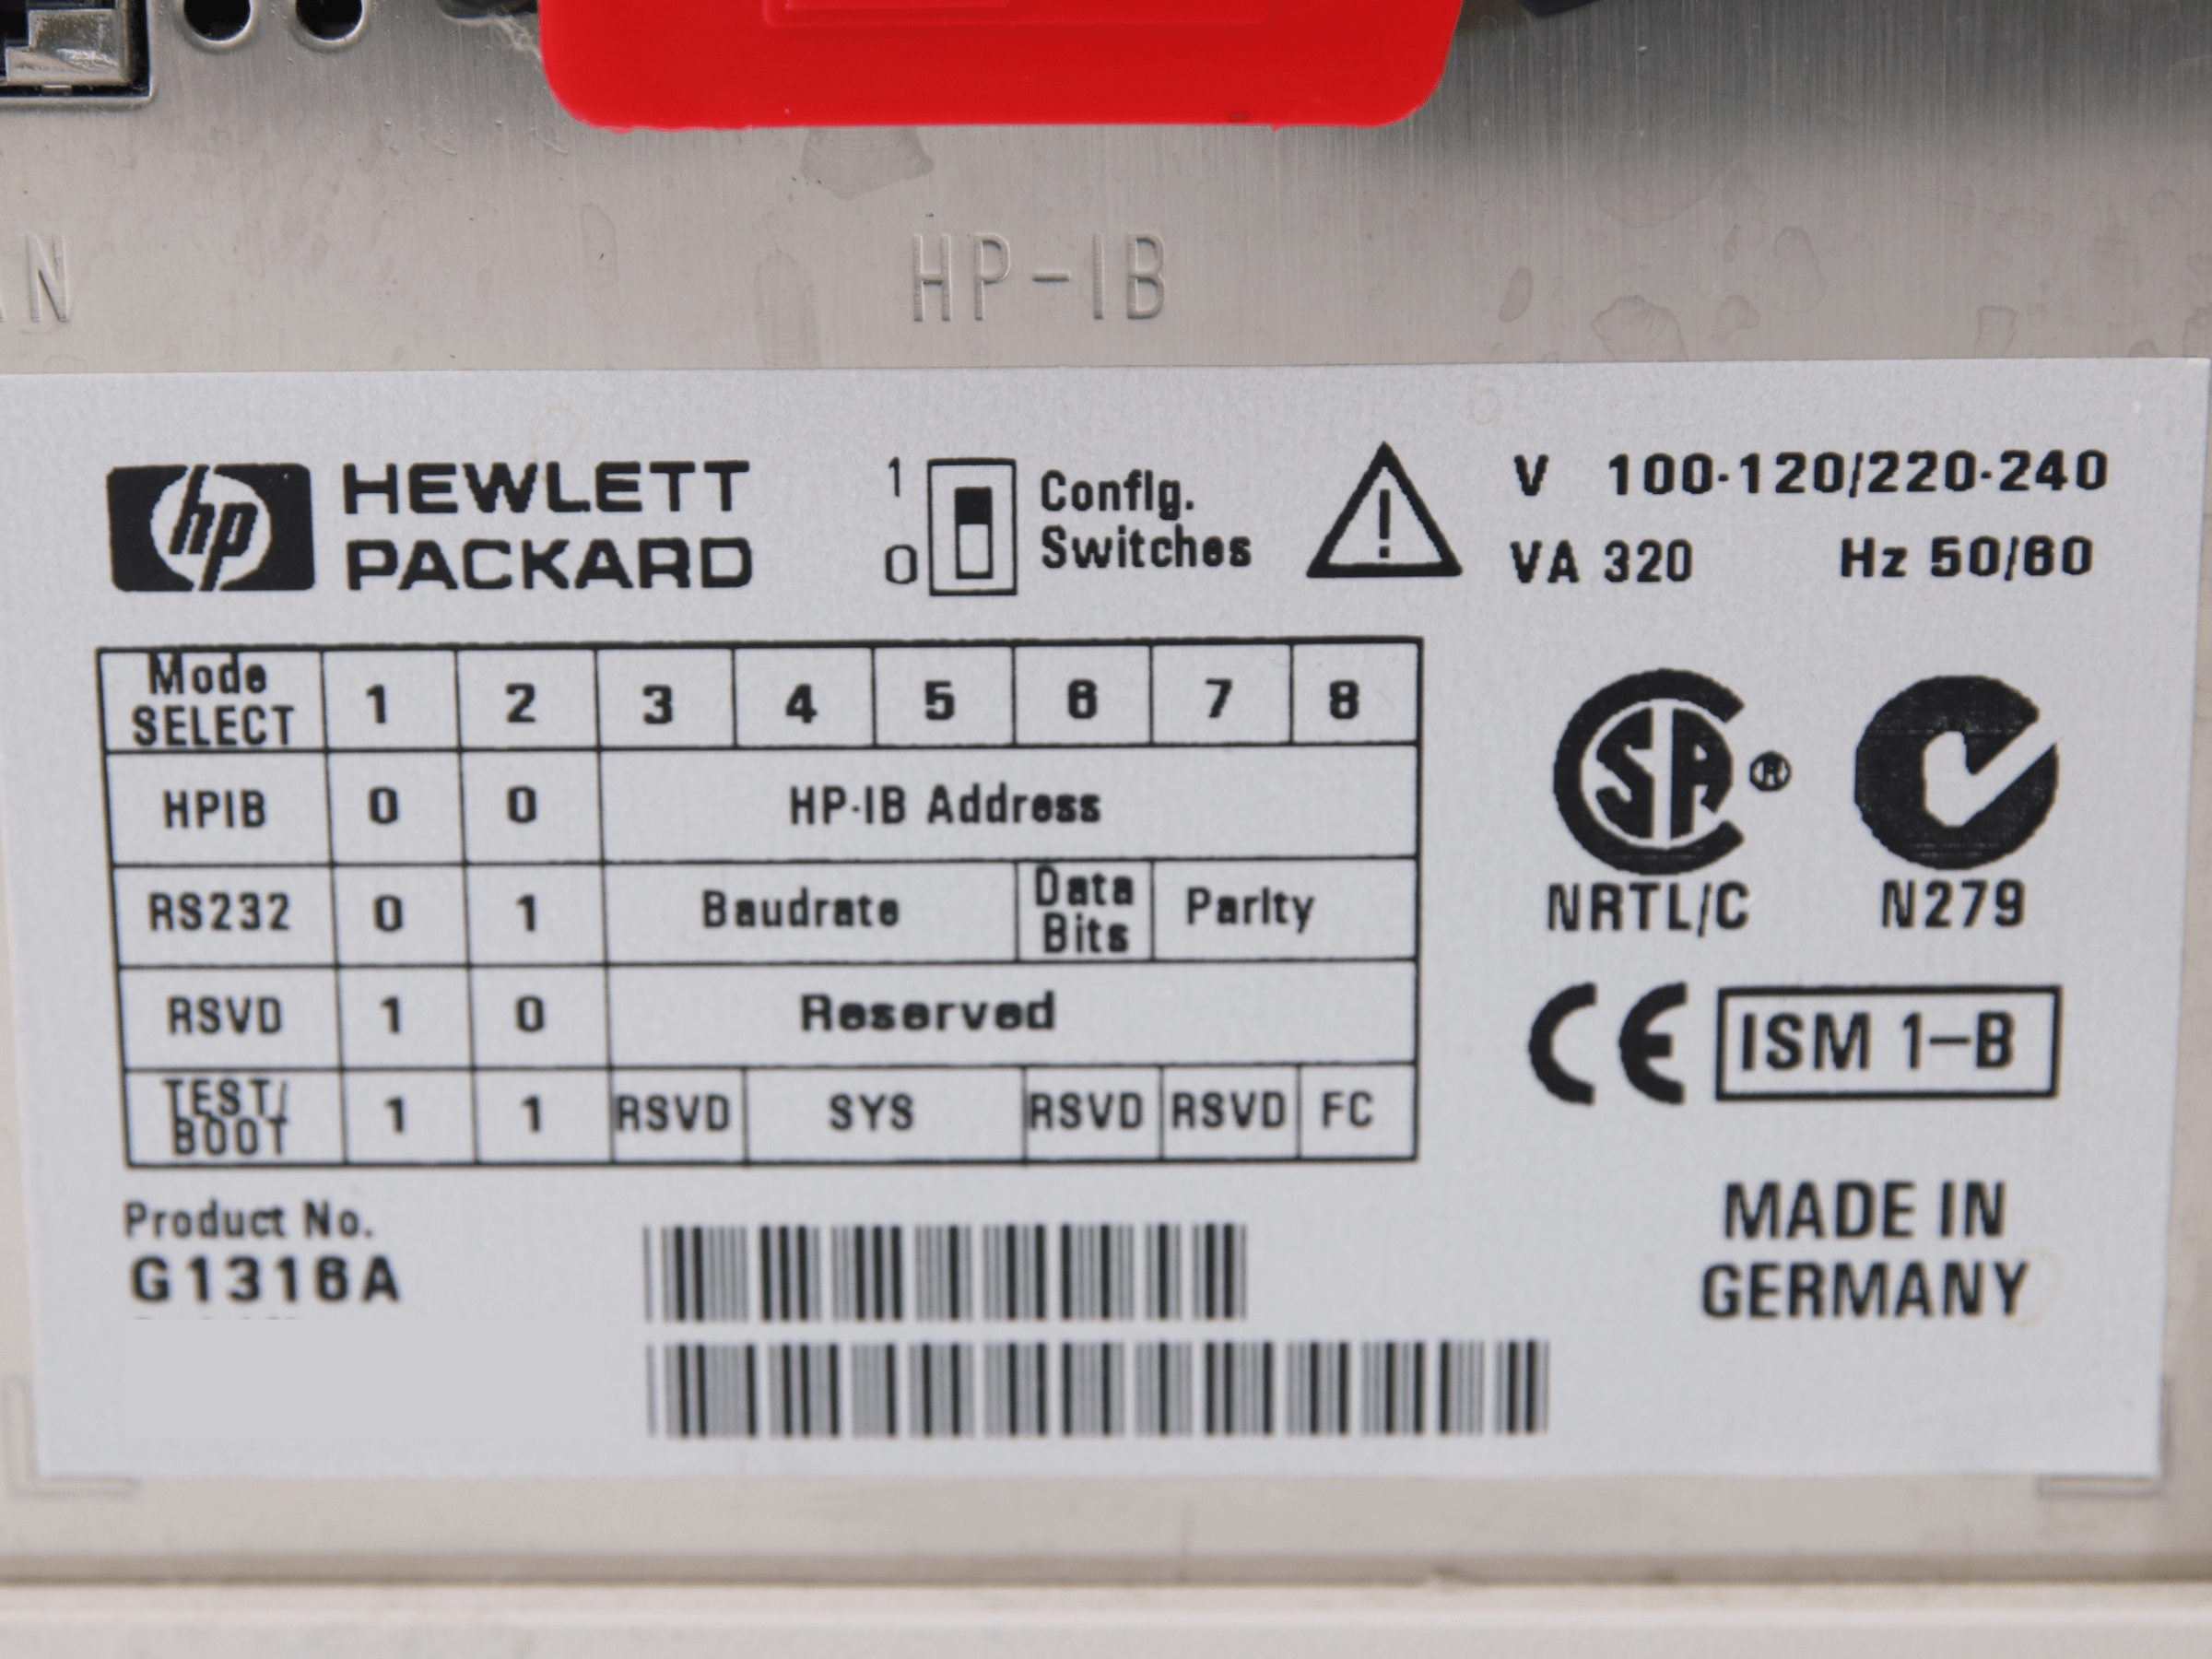 AN
HP-IB
hp HEWLETT PACKARD
1
0
Config. Switches
V 100-120/220-240
VA 320 Hz 50/60
Mode SELECT 1 2 3 4 5 6 7 8
HPIB 0 0 HP-IB Address
RS232 0 1 Baudrate Data Bits Parity
RSVD 1 0 Reserved
TEST/BOOT 1 1 RSVD SYS RSVD RSVD FC
SA ®
NRTL/C
N279
CE ISM 1-B
Product No.
G1316A
MADE IN
GERMANY